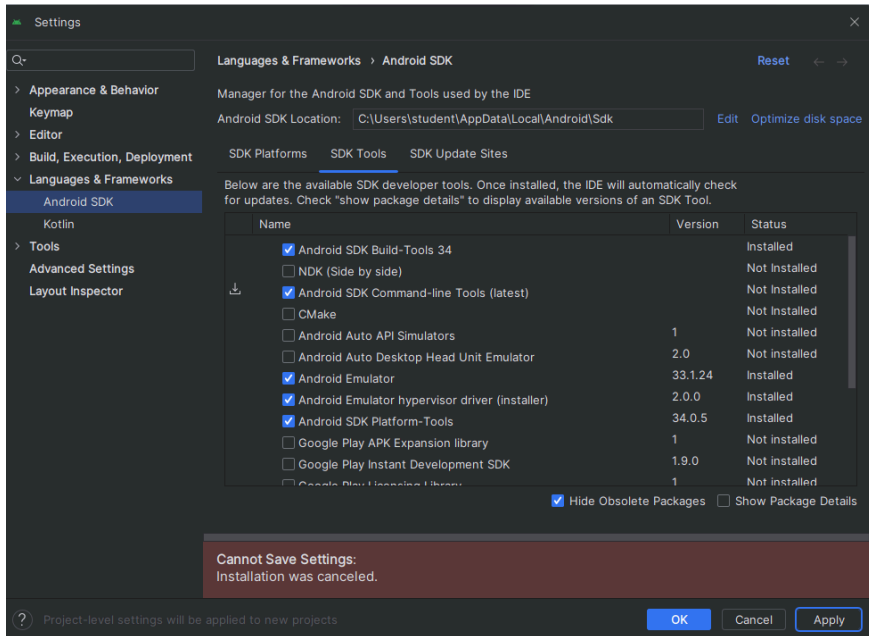 Settings
Languages & Frameworks › Android SDK
Reset
Appearance & Behavior
Keymap
Editor
Build, Execution, Deployment
Languages & Frameworks
Android SDK
Kotlin
Tools
Advanced Settings
Layout Inspector
Manager for the Android SDK and Tools used by the IDE
Android SDK Location: C:\Users\student\AppData\Local\Android\Sdk Edit Optimize disk space
SDK Platforms SDK Tools SDK Update Sites
Below are the available SDK developer tools. Once installed, the IDE will automatically check
for updates. Check "show package details" to display available versions of an SDK Tool.
Name Version Status
Android SDK Build-Tools 34 Installed
NDK (Side by side) Not Installed
Android SDK Command-line Tools (latest) Not Installed
CMake Not Installed
Android Auto API Simulators 1 Not installed
Android Auto Desktop Head Unit Emulator 2.0 Not installed
Android Emulator 33.1.24 Installed
Android Emulator hypervisor driver (installer) 2.0.0 Installed
Android SDK Platform-Tools 34.0.5 Installed
Google Play APK Expansion library 1 Not installed
Google Play Instant Development SDK 1.9.0 Not installed
Google Play Licensing Library 1 Not installed
Hide Obsolete Packages Show Package Details
Cannot Save Settings:
Installation was canceled.
? Project-level settings will be applied to new projects
OK Cancel Apply